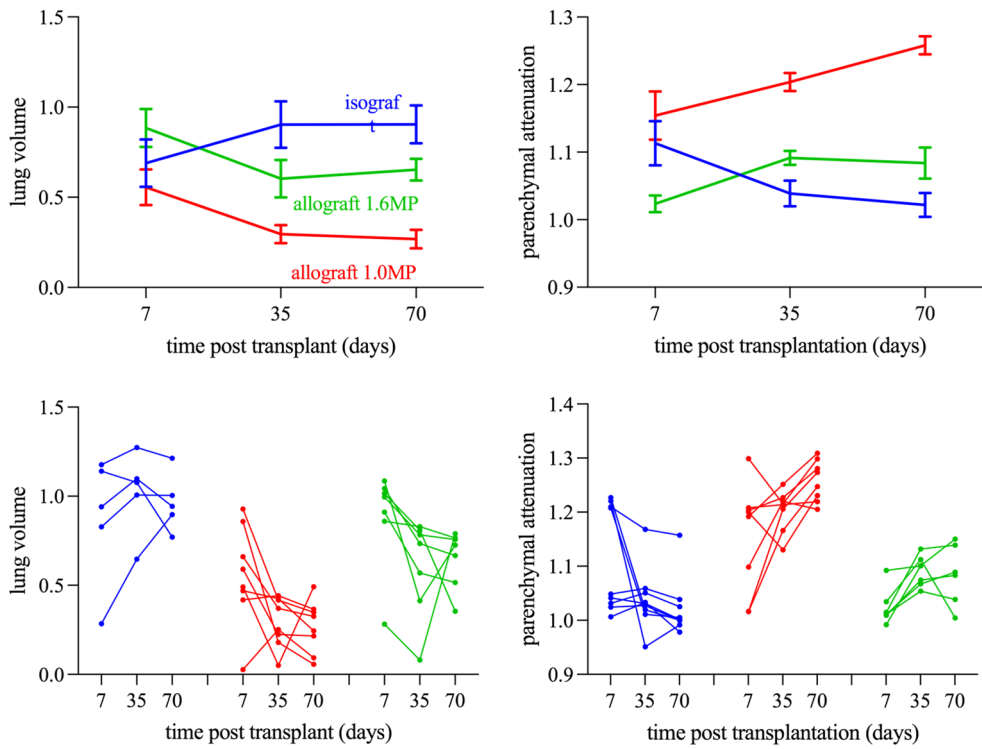 1.5
1.0
0.5
0.0
lung volume
isograf
t
allograft 1.6MP
allograft 1.0MP
7 35 70
time post transplant (days)
1.3
1.2
1.1
1.0
0.9
parenchymal attenuation
7 35 70
time post transplantation (days)
1.5
1.0
0.5
0.0
lung volume
7 35 70 7 35 70 7 35 70
time post transplant (days)
1.4
1.3
1.2
1.1
1.0
0.9
parenchymal attenuation
7 35 70 7 35 70 7 35 70
time post transplantation (days)